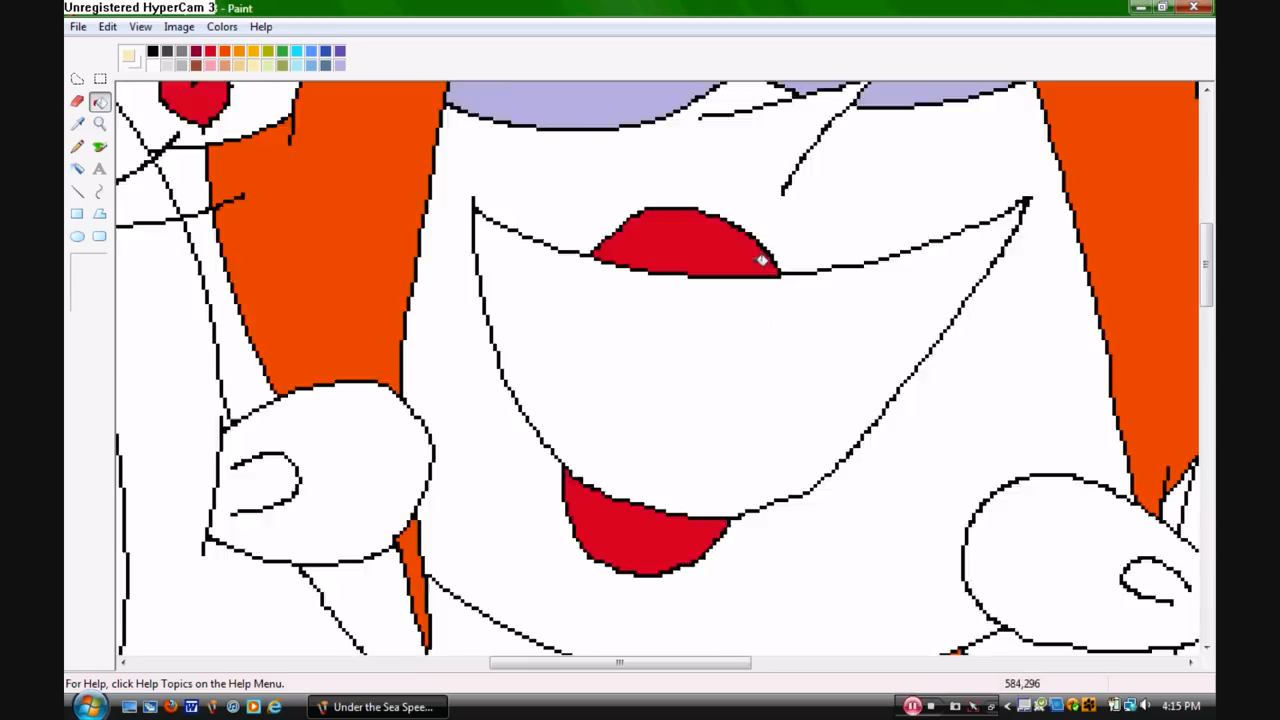 Unregistered HyperCam 3 - Paint
File Edit View Image Colors Help
A
For Help, click Help Topics on the Help Menu.
584,296
Under the Sea Spee...
4:15 PM